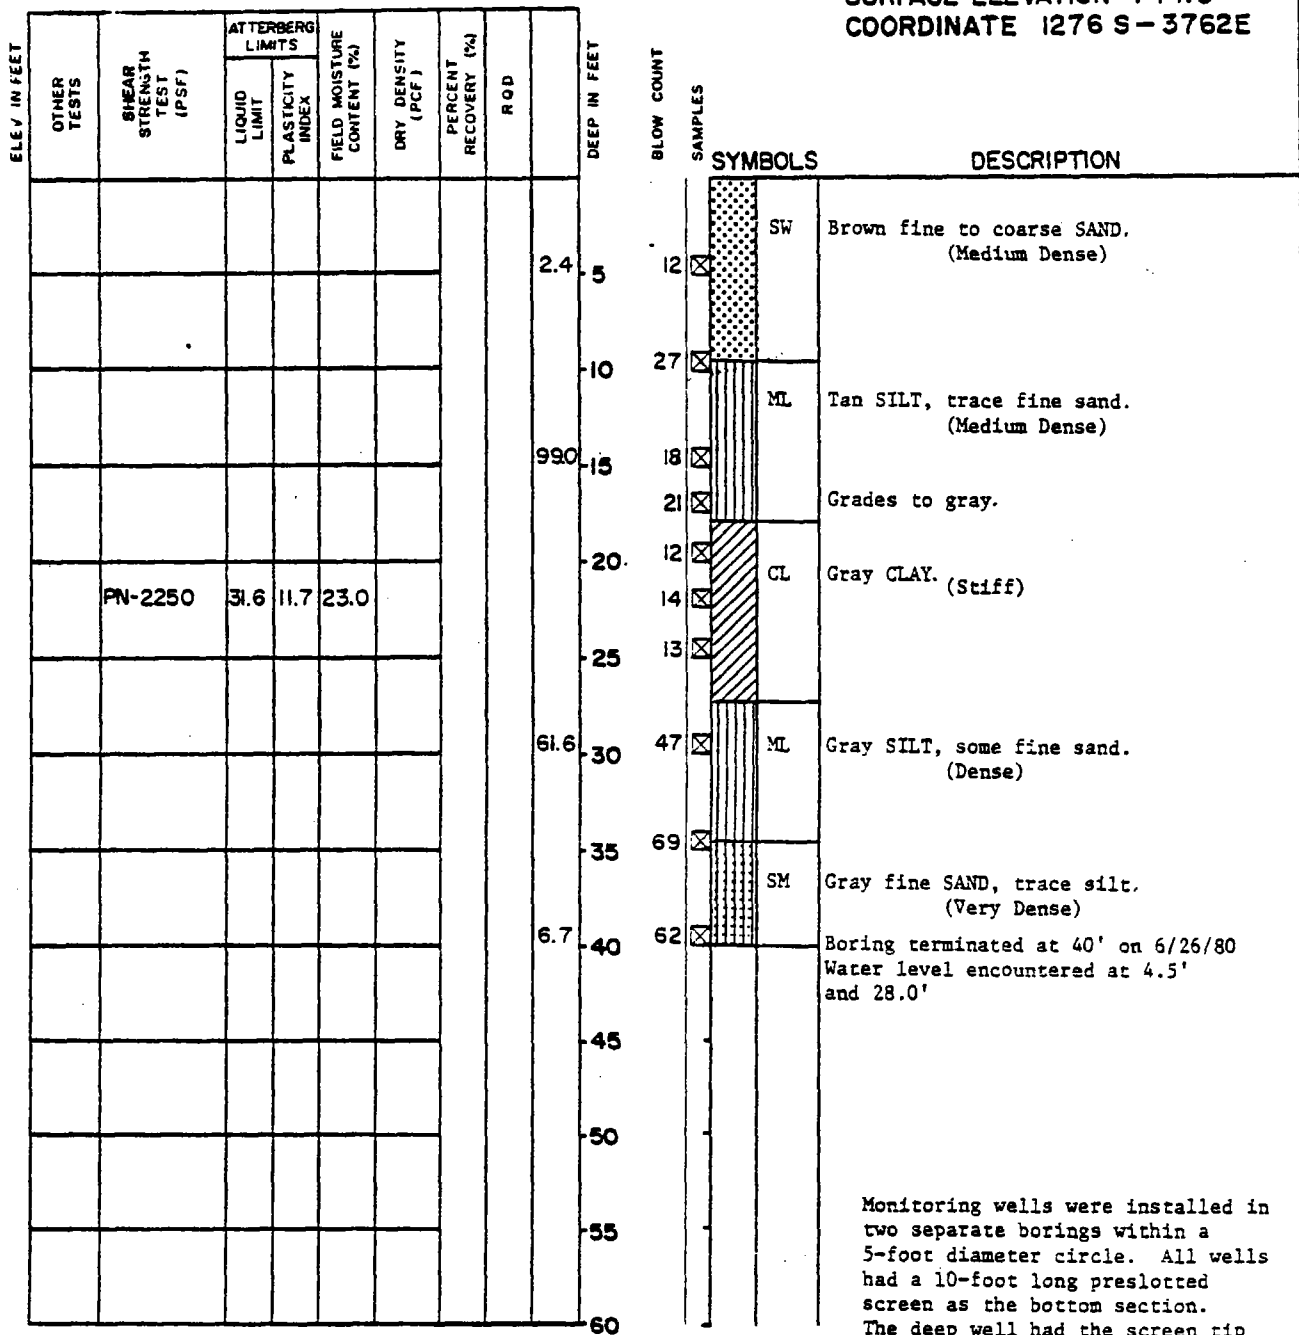 COORDINATE 1276 S-3762E
ELEV IN FEET
OTHER TESTS
SHEAR STRENGTH TEST (PSF)
ATTERBERG LIMITS
LIQUID LIMIT
PLASTICITY INDEX
FIELD MOISTURE CONTENT (%)
DRY DENSITY (PCF)
PERCENT RECOVERY (%)
RQD
DEEP IN FEET
BLOW COUNT
SAMPLES
SYMBOLS
DESCRIPTION
SW Brown fine to coarse SAND.
(Medium Dense)
2.4 5 12
10 27
ML Tan SILT, trace fine sand.
(Medium Dense)
99.0 15 18
21 Grades to gray.
20 12
CL Gray CLAY. (Stiff)
PN-2250 31.6 11.7 23.0 14
25 13
61.6 30 47 ML Gray SILT, some fine sand.
(Dense)
35 69
SM Gray fine SAND, trace silt.
(Very Dense)
6.7 40 62
Boring terminated at 40' on 6/26/80
Water level encountered at 4.5'
and 28.0'
45
50
55
60
Monitoring wells were installed in
two separate borings within a
5-foot diameter circle. All wells
had a 10-foot long preslotted
screen as the bottom section.
The deep well had the screen tip